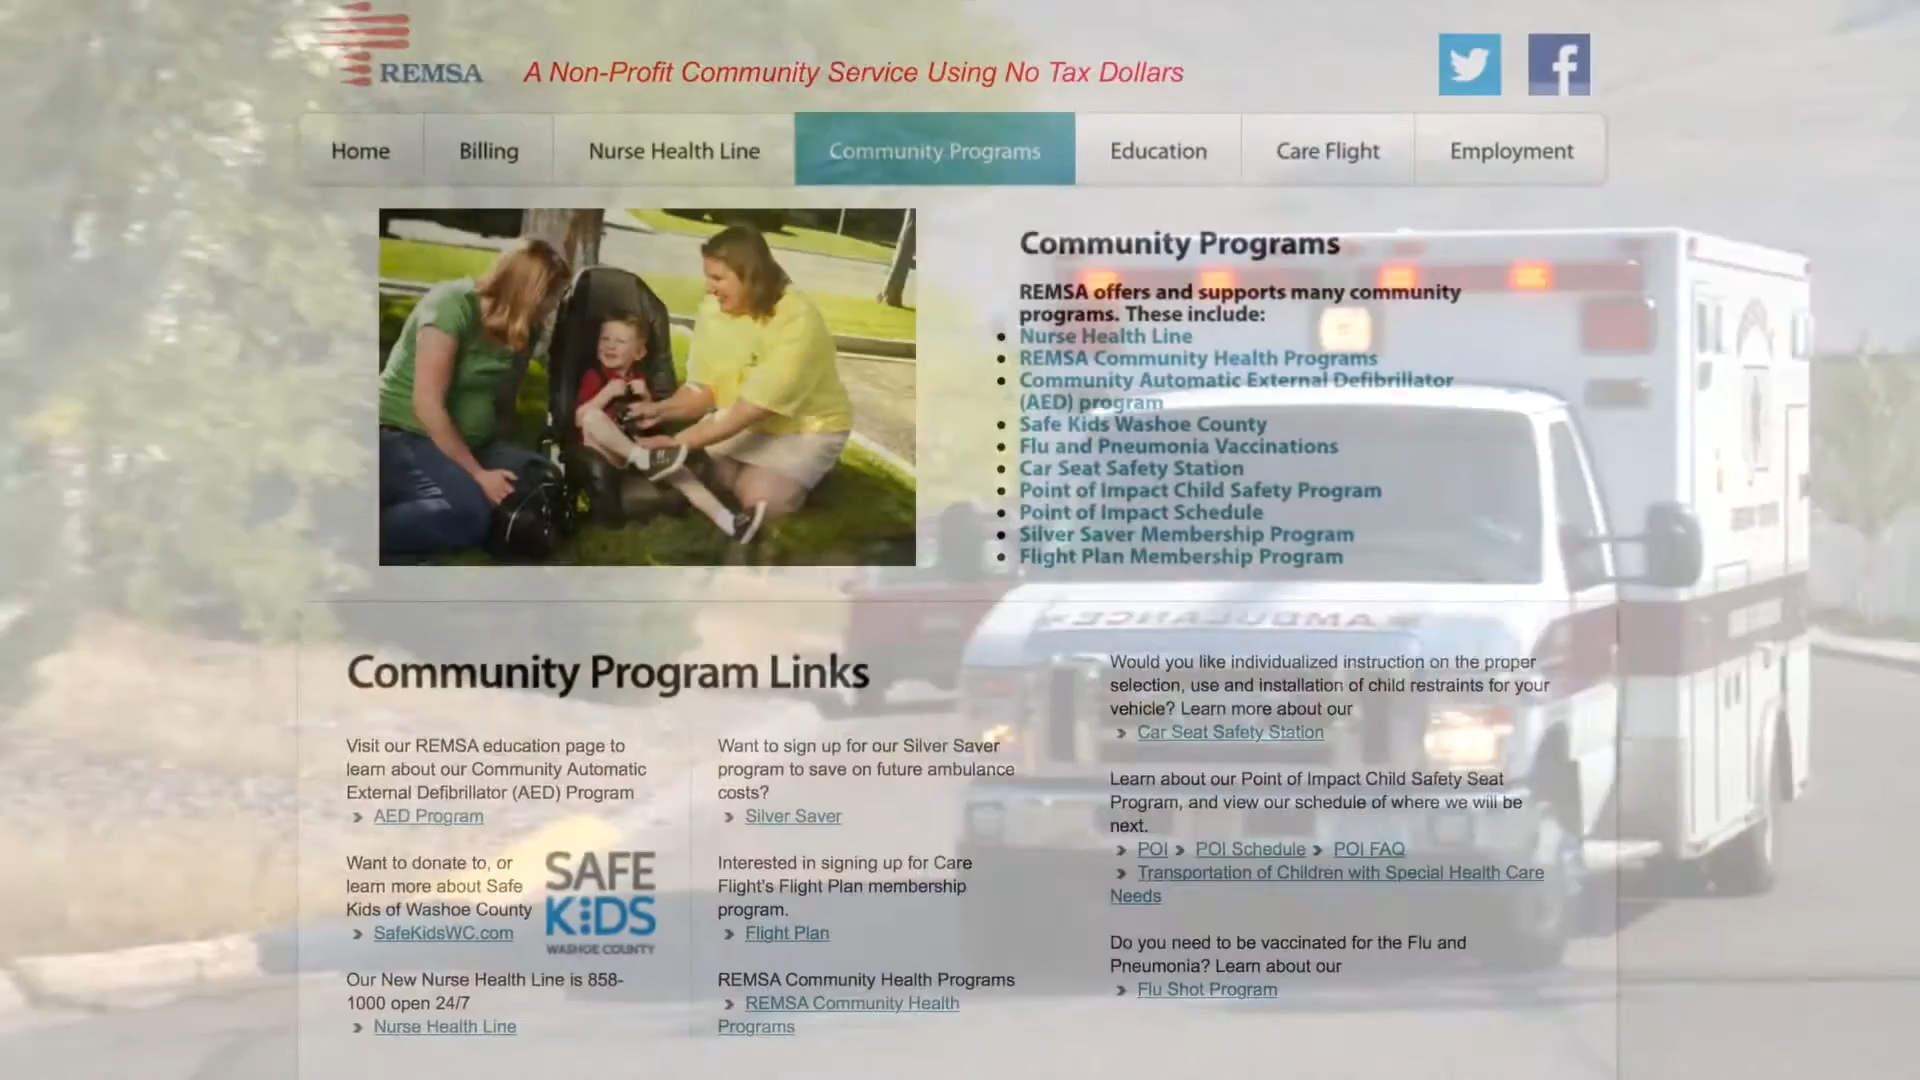 REMSA
A Non-Profit Community Service Using No Tax Dollars
Home
Billing
Nurse Health Line
Community Programs
Education
Care Flight
Employment
Community Programs
REMSA offers and supports many community
programs. These include:
Nurse Health Line
REMSA Community Health Programs
Community Automatic External Defibrillator
(AED) program
Safe Kids Washoe County
Flu and Pneumonia Vaccinations
Car Seat Safety Station
Point of Impact Child Safety Program
Point of Impact Schedule
Silver Saver Membership Program
Flight Plan Membership Program
AMBULANCE
Community Program Links
Visit our REMSA education page to
learn about our Community Automatic
External Defibrillator (AED) Program
AED Program
Want to donate to, or
learn more about Safe
Kids of Washoe County
SafeKidsWC.com
SAFE
KIDS
WASHOE COUNTY
Our New Nurse Health Line is 858-
1000 open 24/7
Nurse Health Line
Want to sign up for our Silver Saver
program to save on future ambulance
costs?
Silver Saver
Interested in signing up for Care
Flight's Flight Plan membership
program.
Flight Plan
REMSA Community Health Programs
REMSA Community Health
Programs
Would you like individualized instruction on the proper
selection, use and installation of child restraints for your
vehicle? Learn more about our
Car Seat Safety Station
Learn about our Point of Impact Child Safety Seat
Program, and view our schedule of where we will be
next.
POI POI Schedule POI FAQ
Transportation of Children with Special Health Care
Needs
Do you need to be vaccinated for the Flu and
Pneumonia? Learn about our
Flu Shot Program